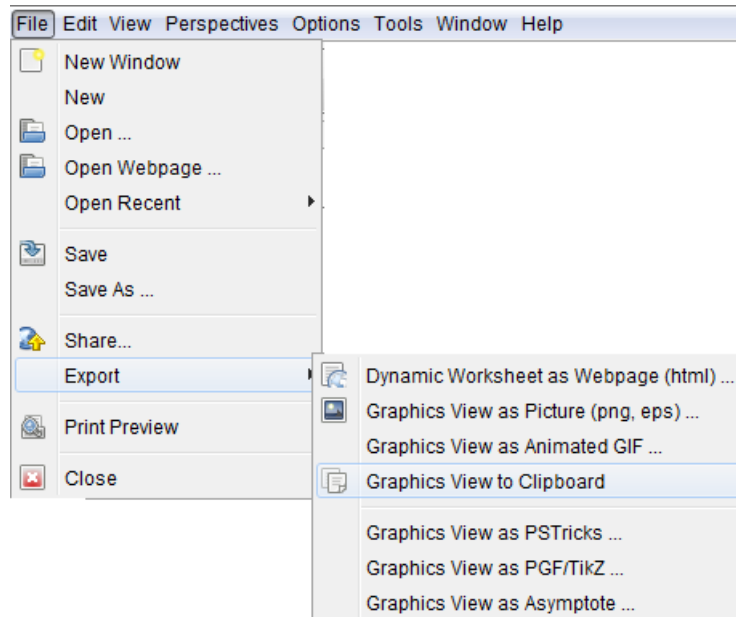 File Edit View Perspectives Options Tools Window Help
New Window
New
Open ...
Open Webpage ...
Open Recent
Save
Save As ...
Share...
Export
Print Preview
Close
Dynamic Worksheet as Webpage (html) ...
Graphics View as Picture (png, eps) ...
Graphics View as Animated GIF ...
Graphics View to Clipboard
Graphics View as PSTricks ...
Graphics View as PGF/TikZ ...
Graphics View as Asymptote ...